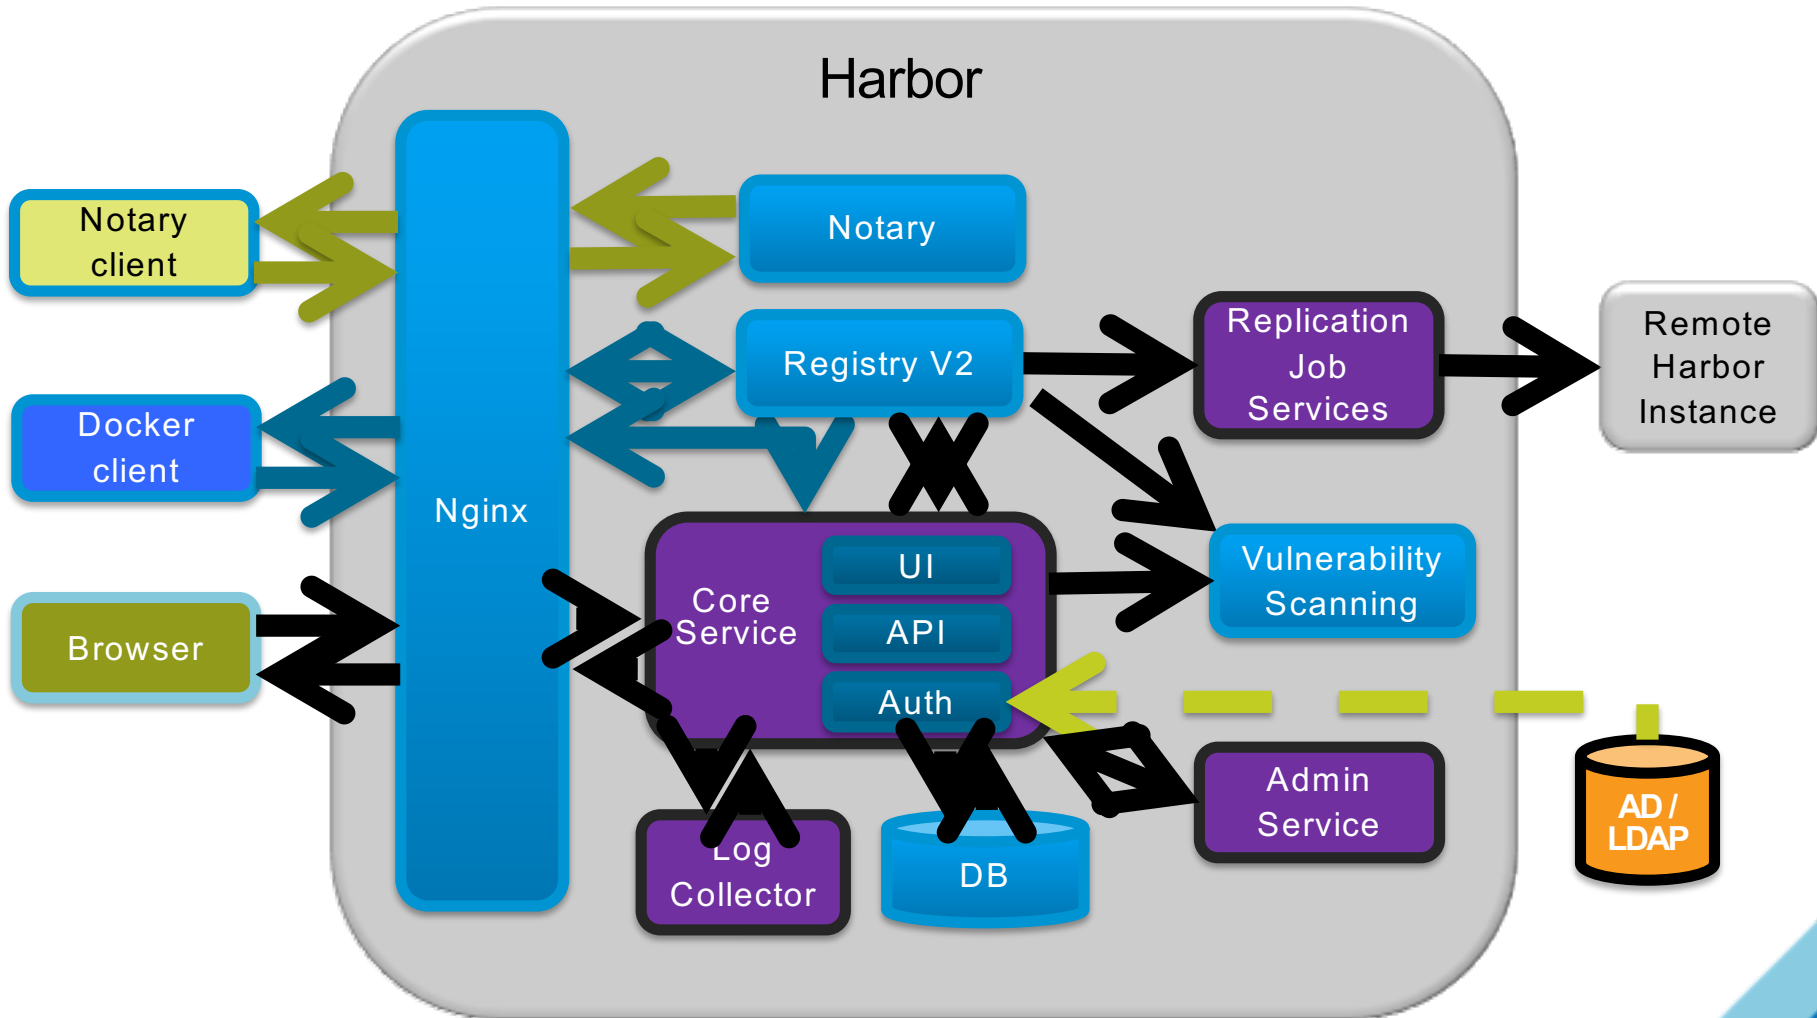 Harbor
Notary
client
Notary
Replication
Job
Services
Remote
Harbor
Instance
Registry V2
Docker
client
Nginx
UI
Core
Service
API
Auth
Vulnerability
Scanning
Browser
Admin
Service
AD /
LDAP
Log
Collector
DB